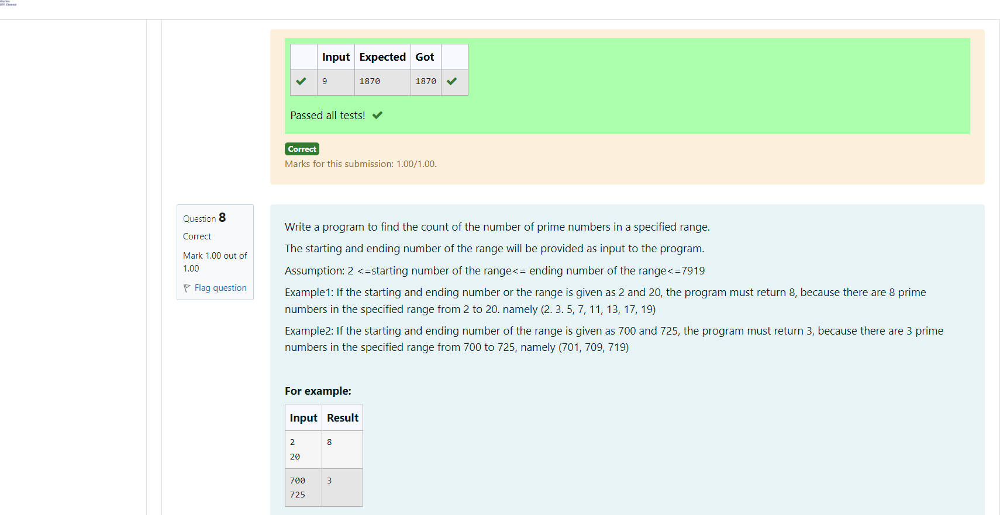 Input Expected Got
9 1870 1870
Passed all tests!
Correct
Marks for this submission: 1.00/1.00.
Question 8
Correct
Mark 1.00 out of
1.00
Flag question
Write a program to find the count of the number of prime numbers in a specified range.
The starting and ending number of the range will be provided as input to the program.
Assumption: 2 <=starting number of the range<= ending number of the range<=7919
Example1: If the starting and ending number or the range is given as 2 and 20, the program must return 8, because there are 8 prime
numbers in the specified range from 2 to 20. namely (2. 3. 5, 7, 11, 13, 17, 19)
Example2: If the starting and ending number of the range is given as 700 and 725, the program must return 3, because there are 3 prime
numbers in the specified range from 700 to 725, namely (701, 709, 719)
For example:
Input Result
2 8
20
700 3
725